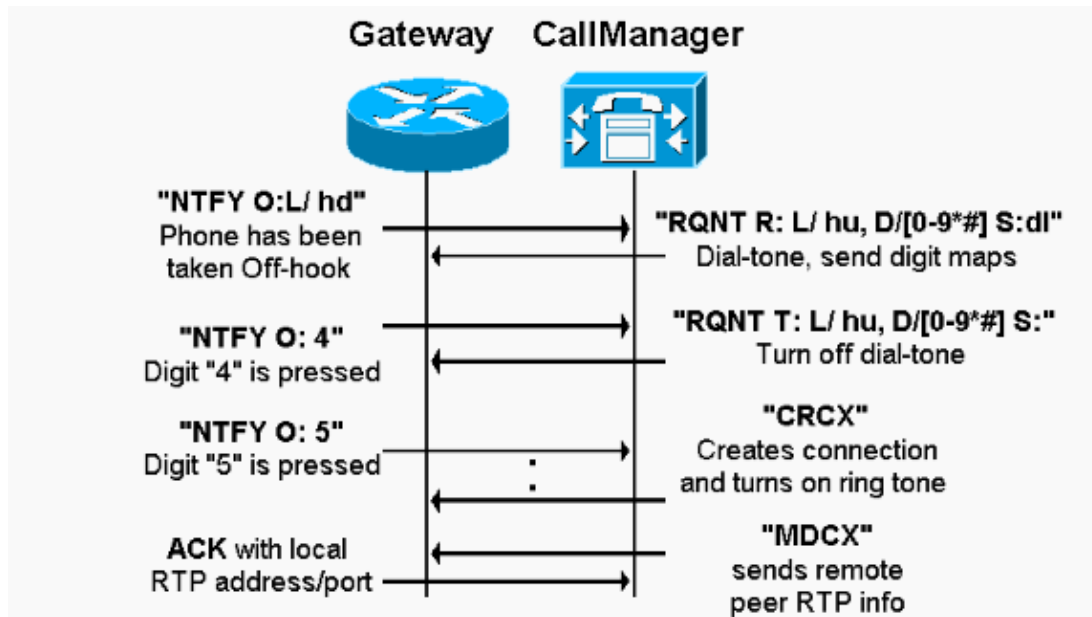 Gateway CallManager
"NTFY O:L/ hd"
Phone has been
taken Off-hook
"RQNT R: L/ hu, D/[0-9*#] S:dl"
Dial-tone, send digit maps
"NTFY O: 4"
Digit "4" is pressed
"RQNT T: L/ hu, D/[0-9*#] S:"
Turn off dial-tone
"NTFY O: 5"
Digit "5" is pressed
"CRCX"
Creates connection
and turns on ring tone
ACK with local
RTP address/port
"MDCX"
sends remote
peer RTP info